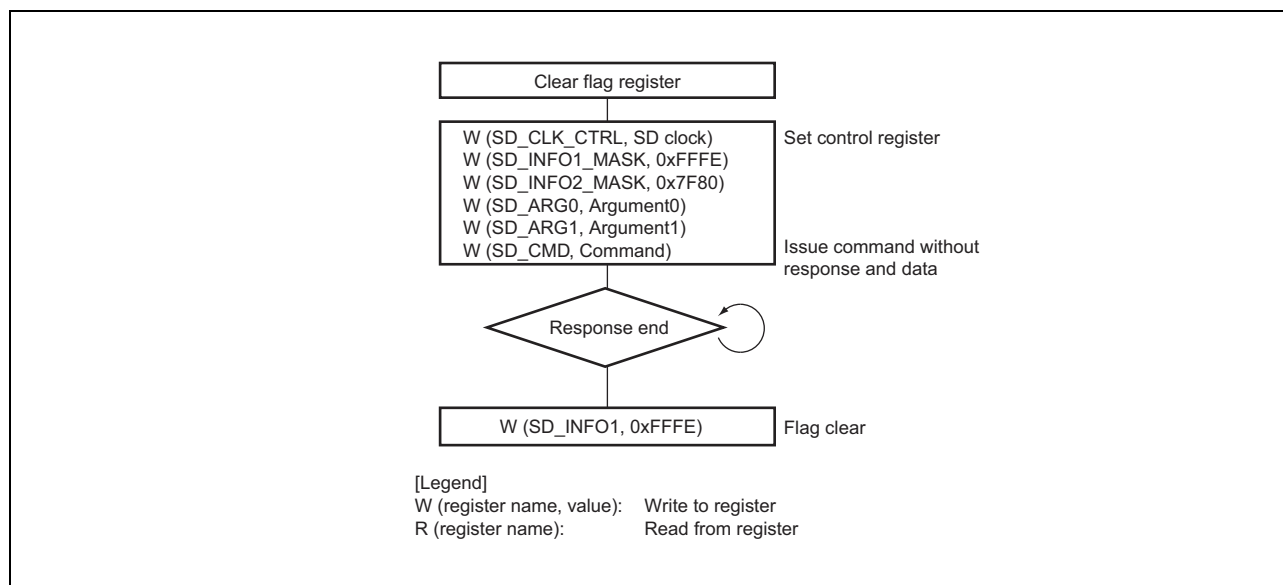 Clear flag register
W (SD_CLK_CTRL, SD clock)
Set control register
W (SD_INFO1_MASK, 0xFFFE)
W (SD_INFO2_MASK, 0x7F80)
W (SD_ARG0, Argument0)
W (SD_ARG1, Argument1)
W (SD_CMD, Command)
Issue command without
response and data
Response end
W (SD_INFO1, 0xFFFE)
Flag clear
[Legend]
W (register name, value): Write to register
R (register name): Read from register